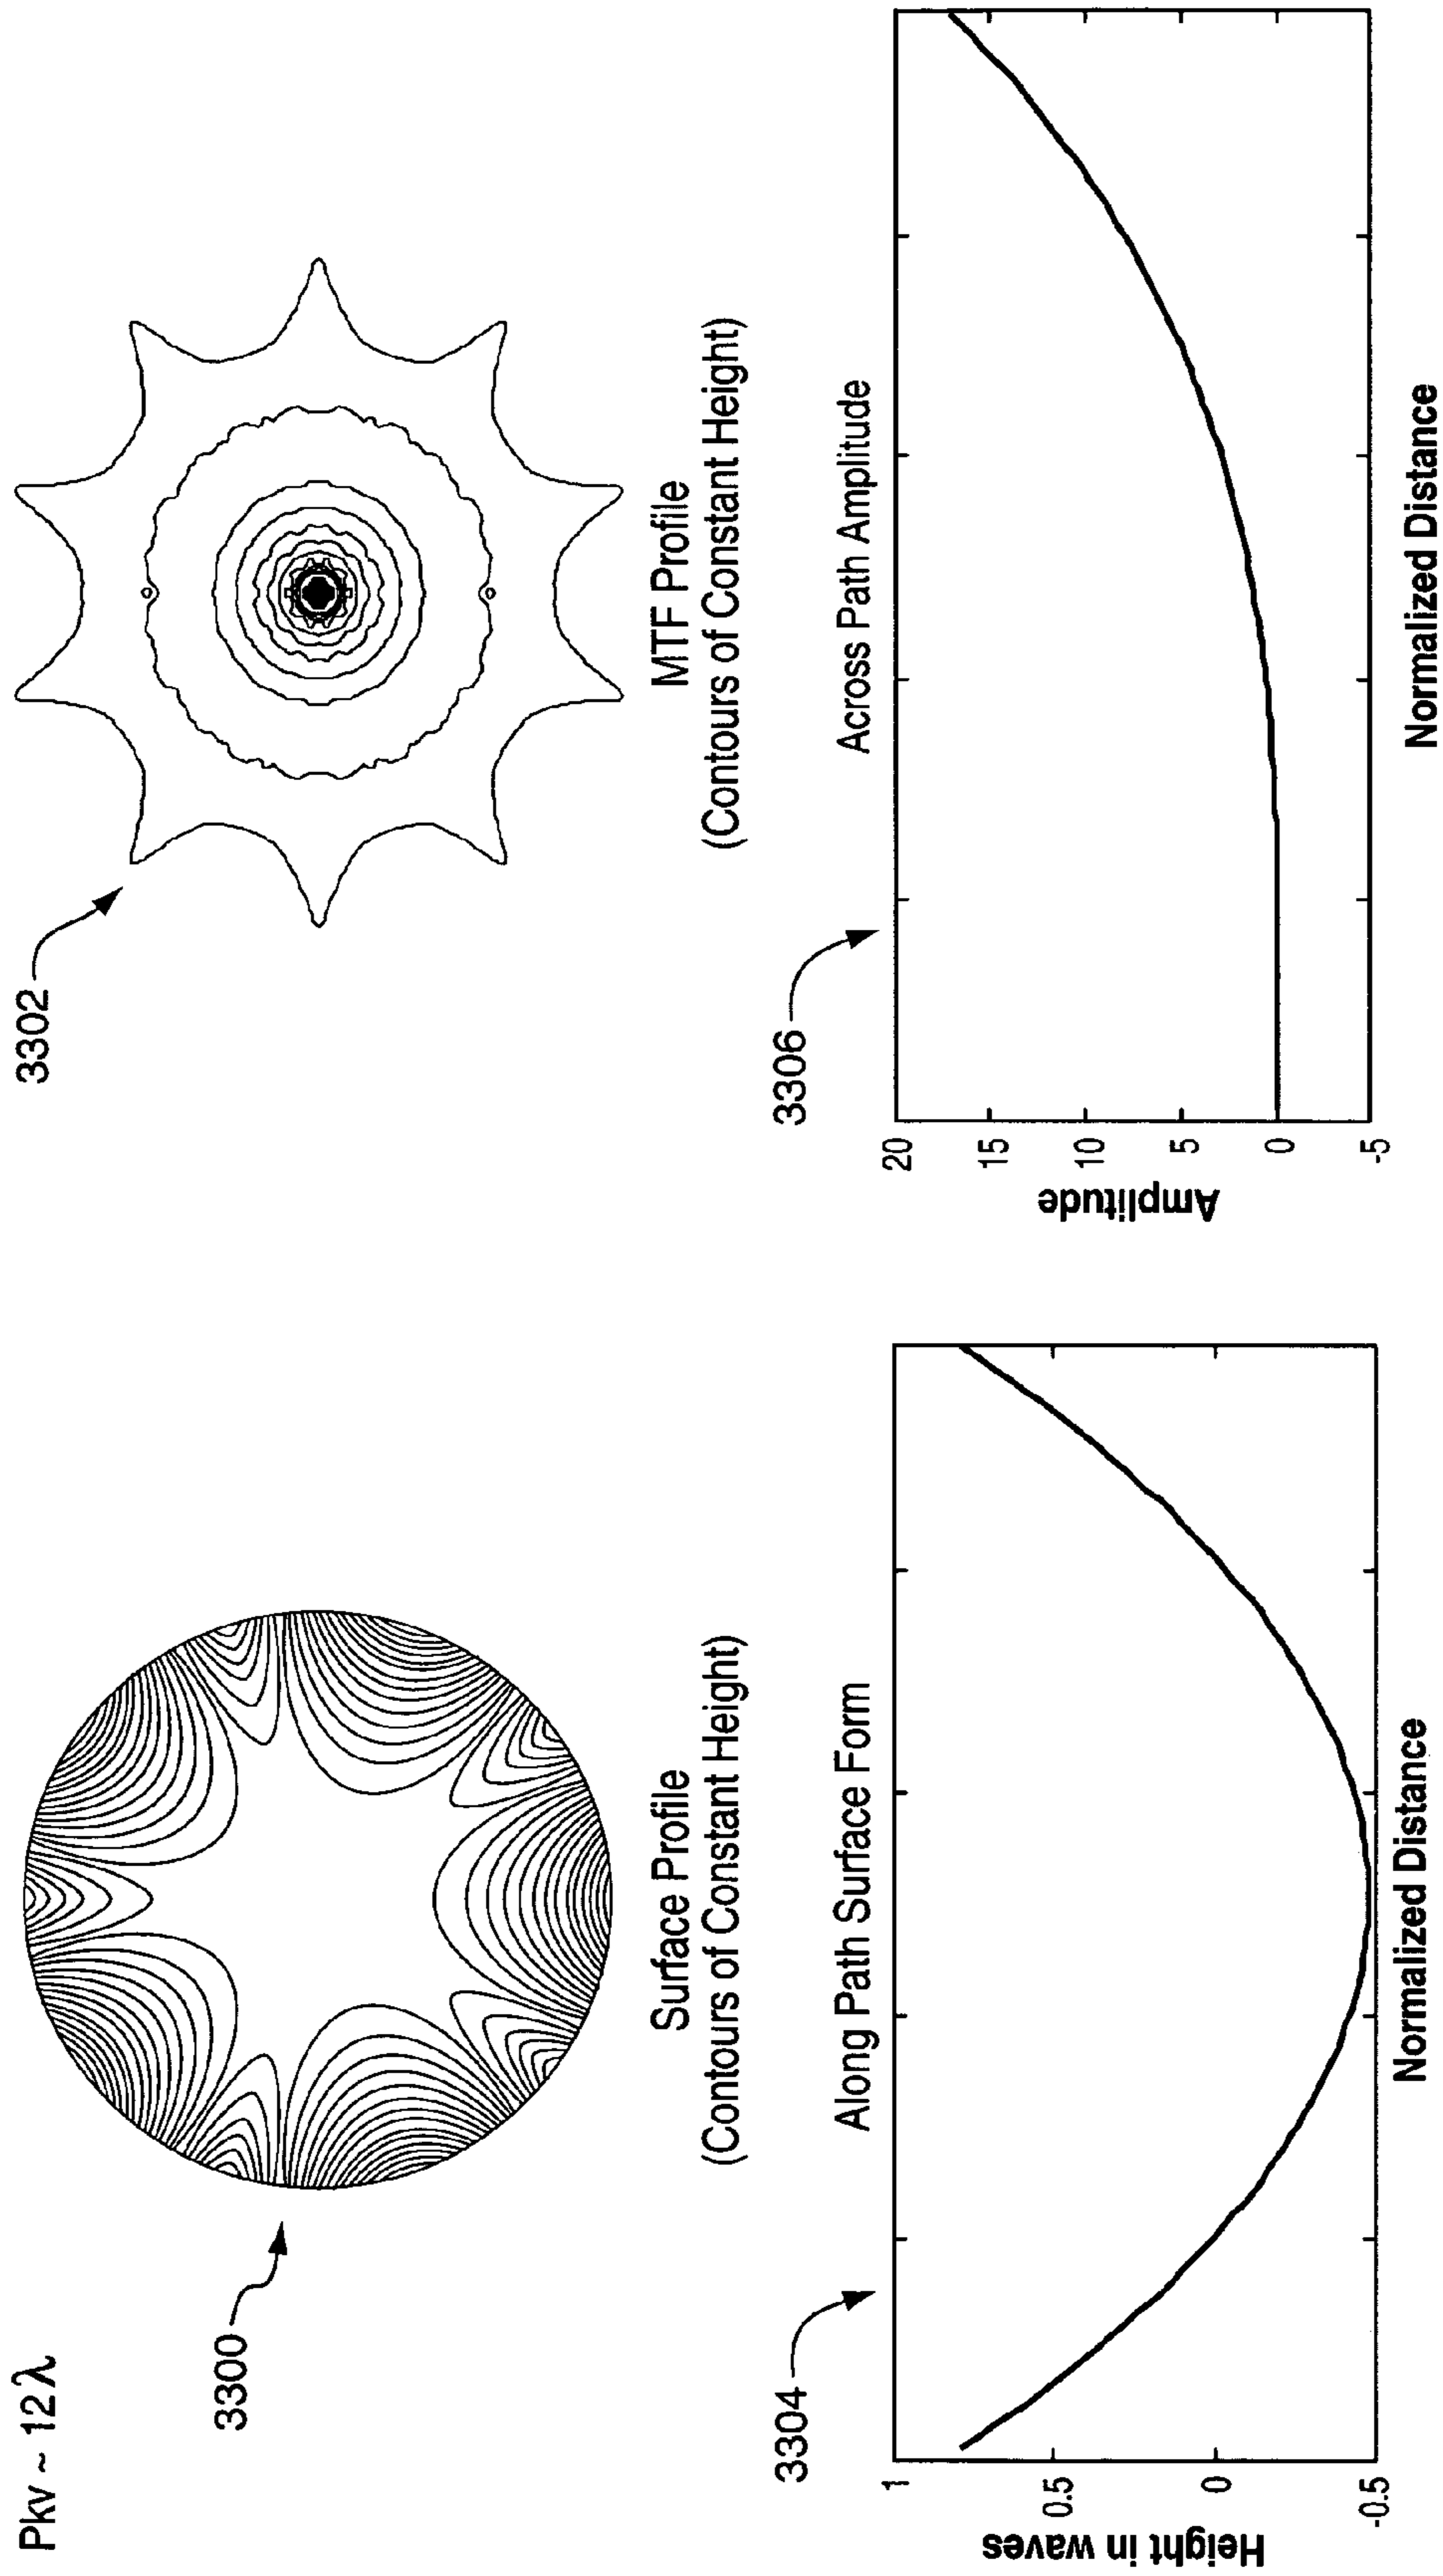 Pkv ~ 12λ
3300
Surface Profile
(Contours of Constant Height)
3302
MTF Profile
(Contours of Constant Height)
3304
Along Path Surface Form
Height in waves
1
0.5
0
-0.5
Normalized Distance
3306
Across Path Amplitude
Amplitude
20
15
10
5
0
-5
Normalized Distance